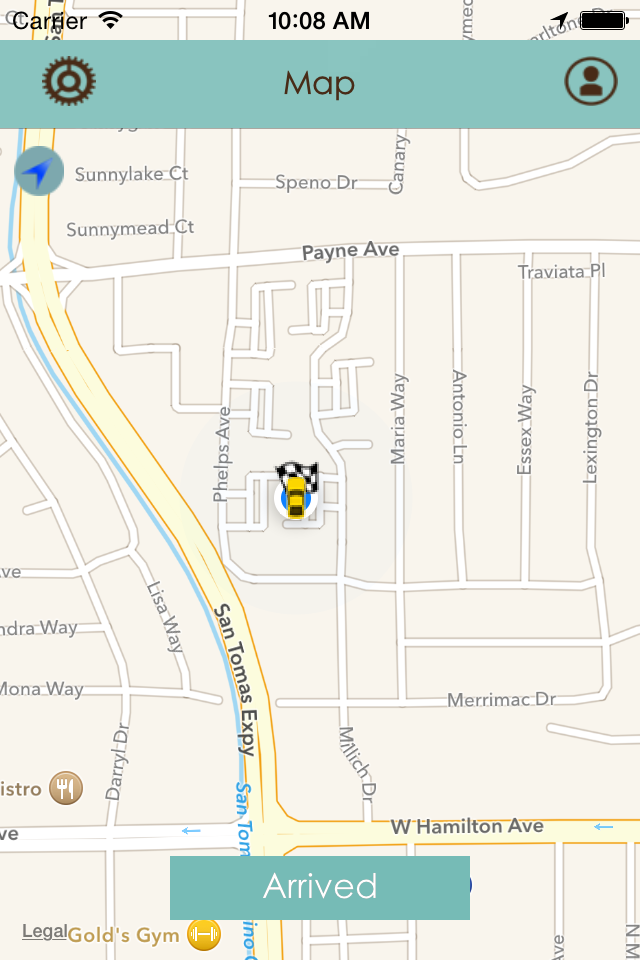 Carrier 10:08 AM
Map
Sunnylake Ct
Speno Dr
Canary
Sunnymead Ct
Payne Ave
Traviata Pl
Phelps Ave
Maria Way
Antonio Ln
Essex Way
Lexington Dr
Lisa Way
ndra Way
Mona Way
San Tomas Expy
Merrimac Dr
Darryl Dr
Millich Dr
istro
ve
San Tom
W Hamilton Ave
Arrived
Legal
Gold's Gym
ino C
Ave
N M